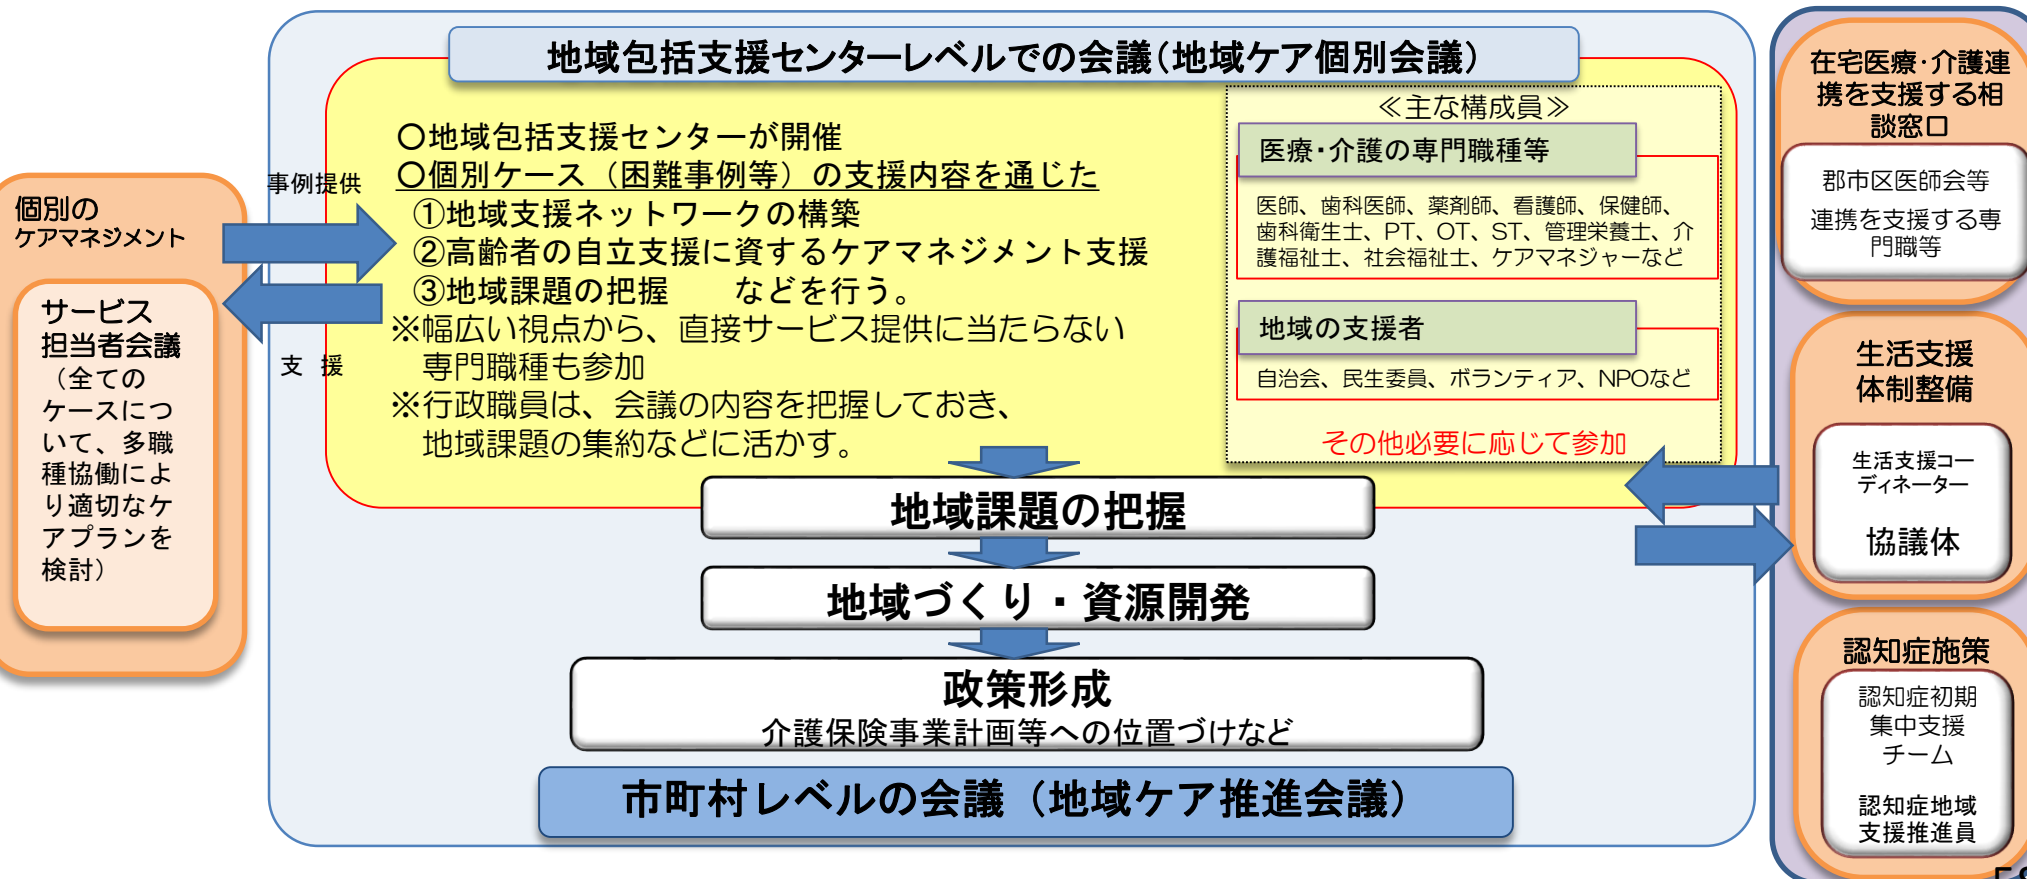 地域包括支援センターレベルでの会議(地域ケア個別会議)
〇地域包括支援センターが開催
〇個別ケース（困難事例等）の支援内容を通じた
①地域支援ネットワークの構築
②高齢者の自立支援に資するケアマネジメント支援
③地域課題の把握　　などを行う。
※幅広い視点から、直接サービス提供に当たらない
専門職種も参加
※行政職員は、会議の内容を把握しておき、
地域課題の集約などに活かす。
≪主な構成員≫
医療・介護の専門職種等
医師、歯科医師、薬剤師、看護師、保健師、
歯科衛生士、PT、OT、ST、管理栄養士、介
護福祉士、社会福祉士、ケアマネジャーなど
地域の支援者
自治会、民生委員、ボランティア、NPOなど
その他必要に応じて参加
事例提供
支 援
個別の
ケアマネジメント
サービス
担当者会議
（全ての
ケースにつ
いて、多職
種協働によ
り適切なケ
アプランを
検討）
地域課題の把握
地域づくり・資源開発
政策形成
介護保険事業計画等への位置づけなど
市町村レベルの会議（地域ケア推進会議）
在宅医療・介護連
携を支援する相
談窓口
郡市区医師会等
連携を支援する専
門職等
生活支援
体制整備
生活支援コー
ディネーター
協議体
認知症施策
認知症初期
集中支援
チーム
認知症地域
支援推進員